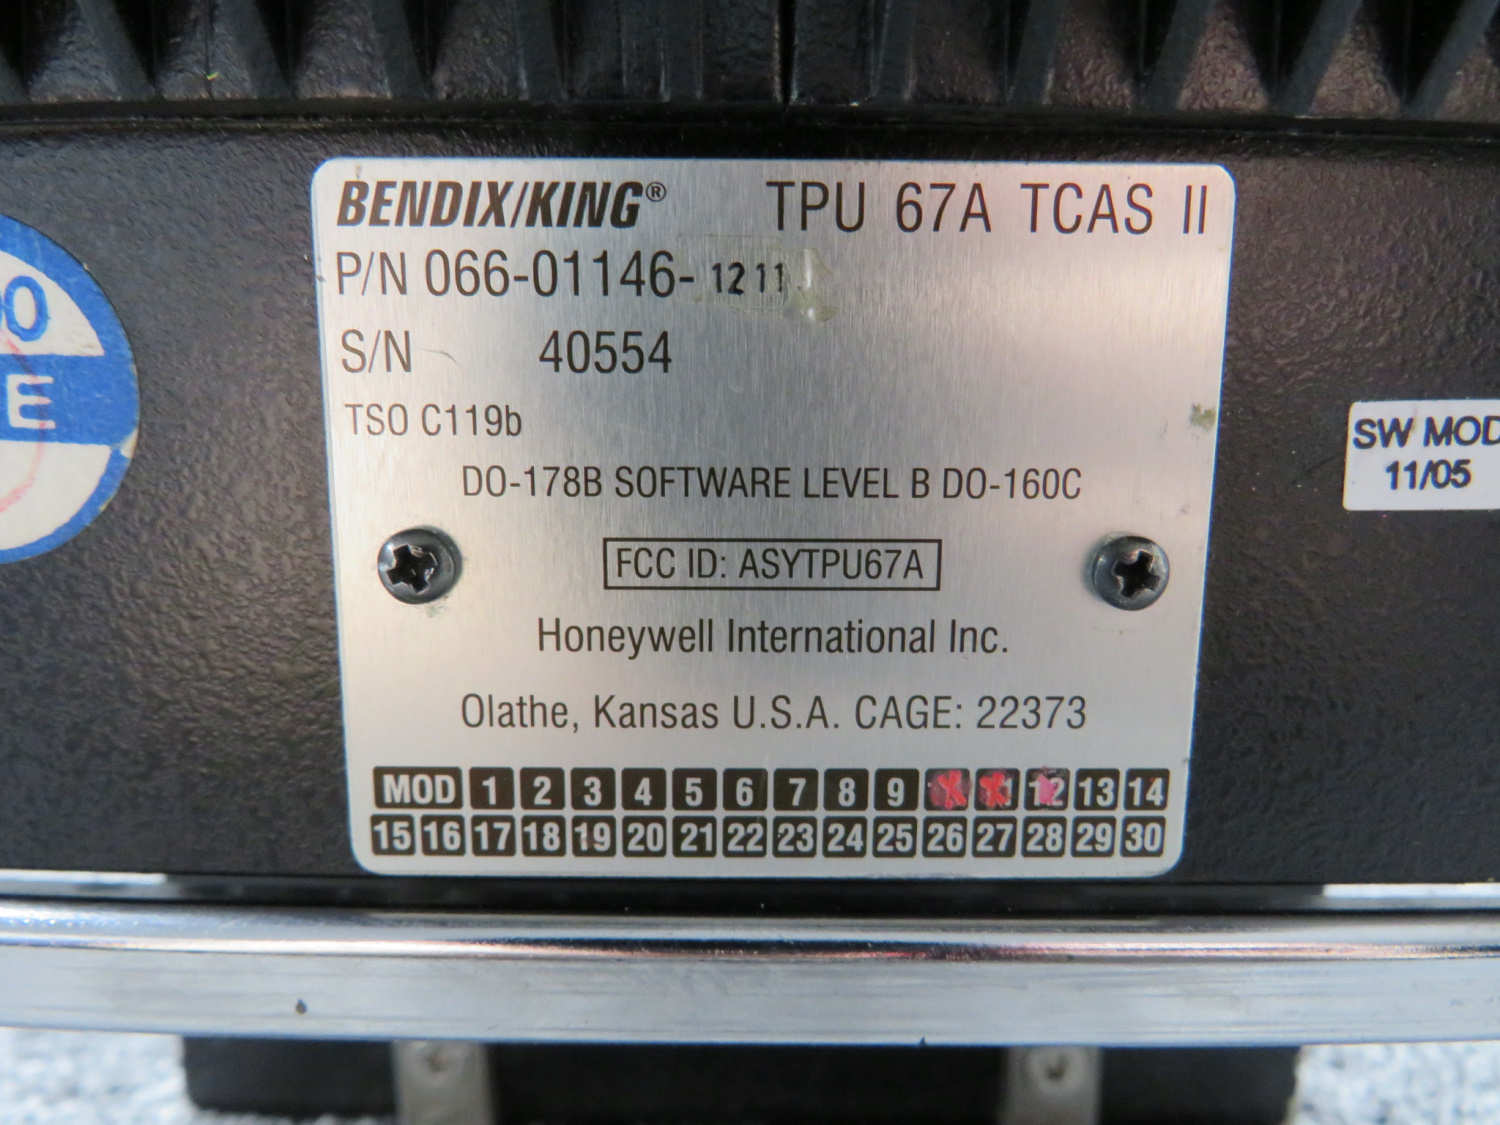 BENDIX/KING® TPU 67A TCAS II
P/N 066-01146- 1211
S/N 40554
TSO C119b
DO-178B SOFTWARE LEVEL B DO-160C
FCC ID: ASYTPU67A
Honeywell International Inc.
Olathe, Kansas U.S.A. CAGE: 22373
MOD 1 2 3 4 5 6 7 8 9 11 12 13 14
15 16 17 18 19 20 21 22 23 24 25 26 27 28 29 30
SW MOD
11/05